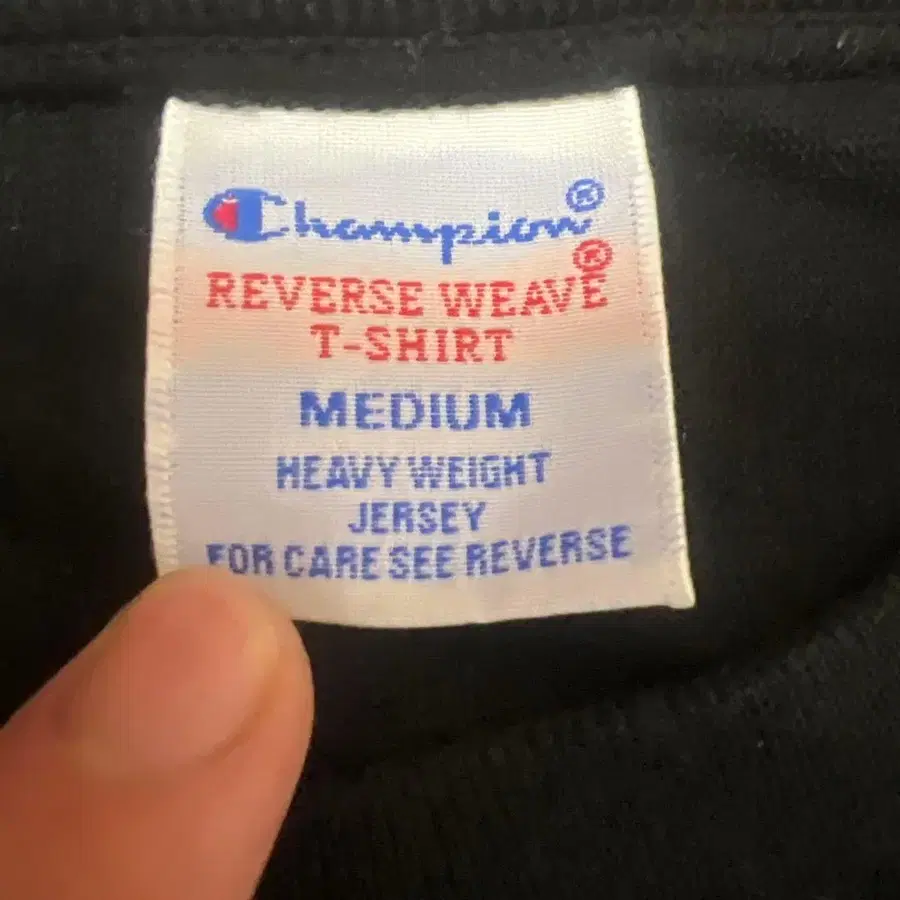 Champion®
REVERSE WEAVE®
T-SHIRT
MEDIUM
HEAVY WEIGHT
JERSEY
FOR CARE SEE REVERSE